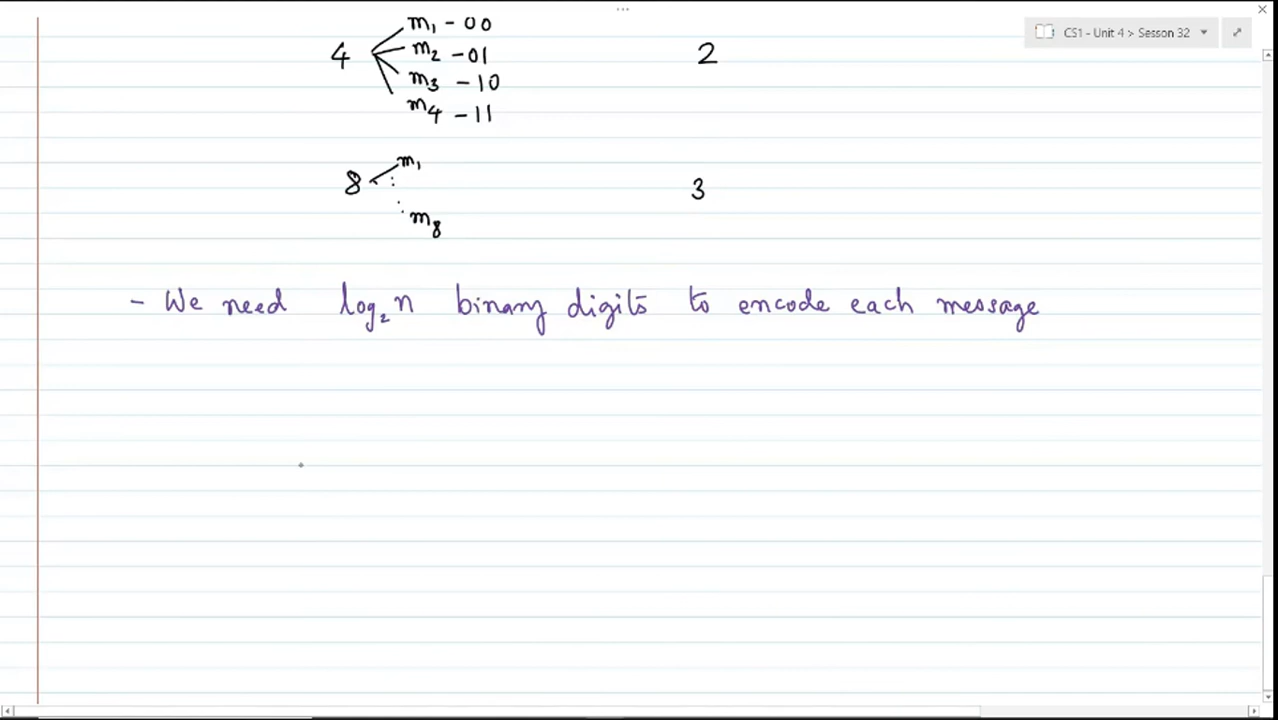 CS1 - Unit 4 > Sesson 32
m₁ - 00
4 m₂ - 01 2
m₃ - 10
m₄ - 11
m₁
8 3
m₈
- We need log₂n binary digits to encode each message